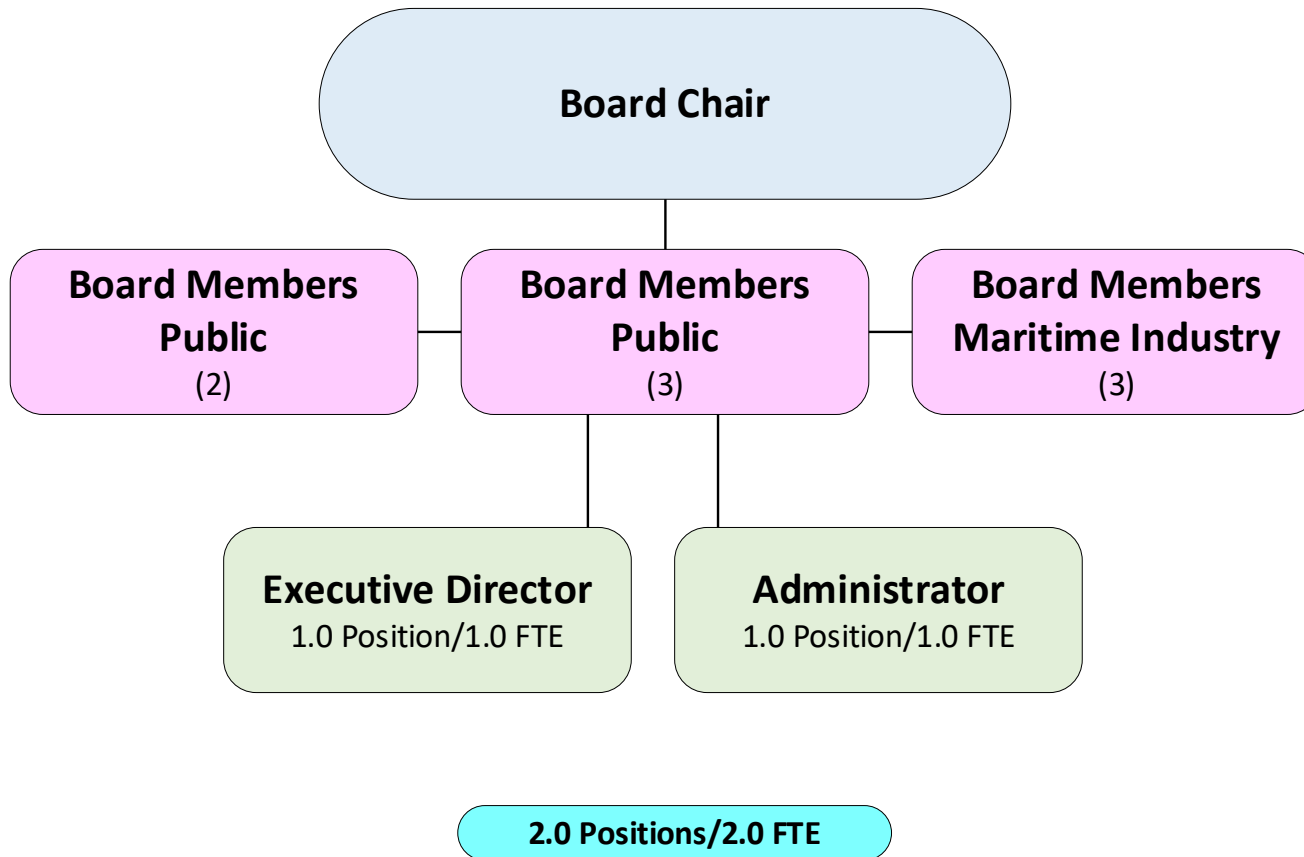 Board Chair
Board Members
Public
(2)
Board Members
Public
(3)
Board Members
Maritime Industry
(3)
Executive Director
1.0 Position/1.0 FTE
Administrator
1.0 Position/1.0 FTE
2.0 Positions/2.0 FTE